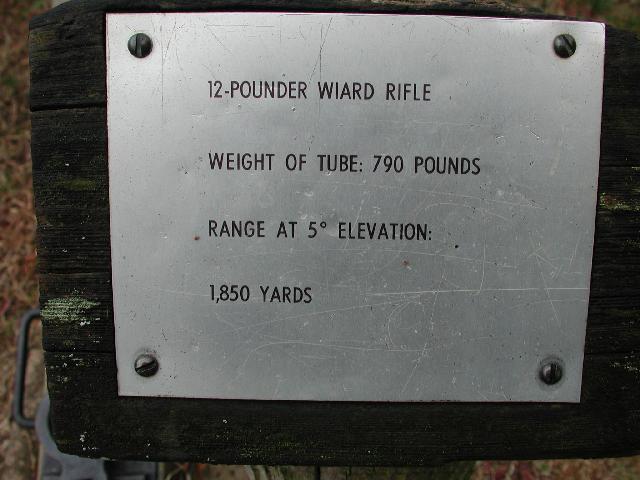 12-POUNDER WIARD RIFLE
WEIGHT OF TUBE: 790 POUNDS
RANGE AT 5° ELEVATION:
1,850 YARDS